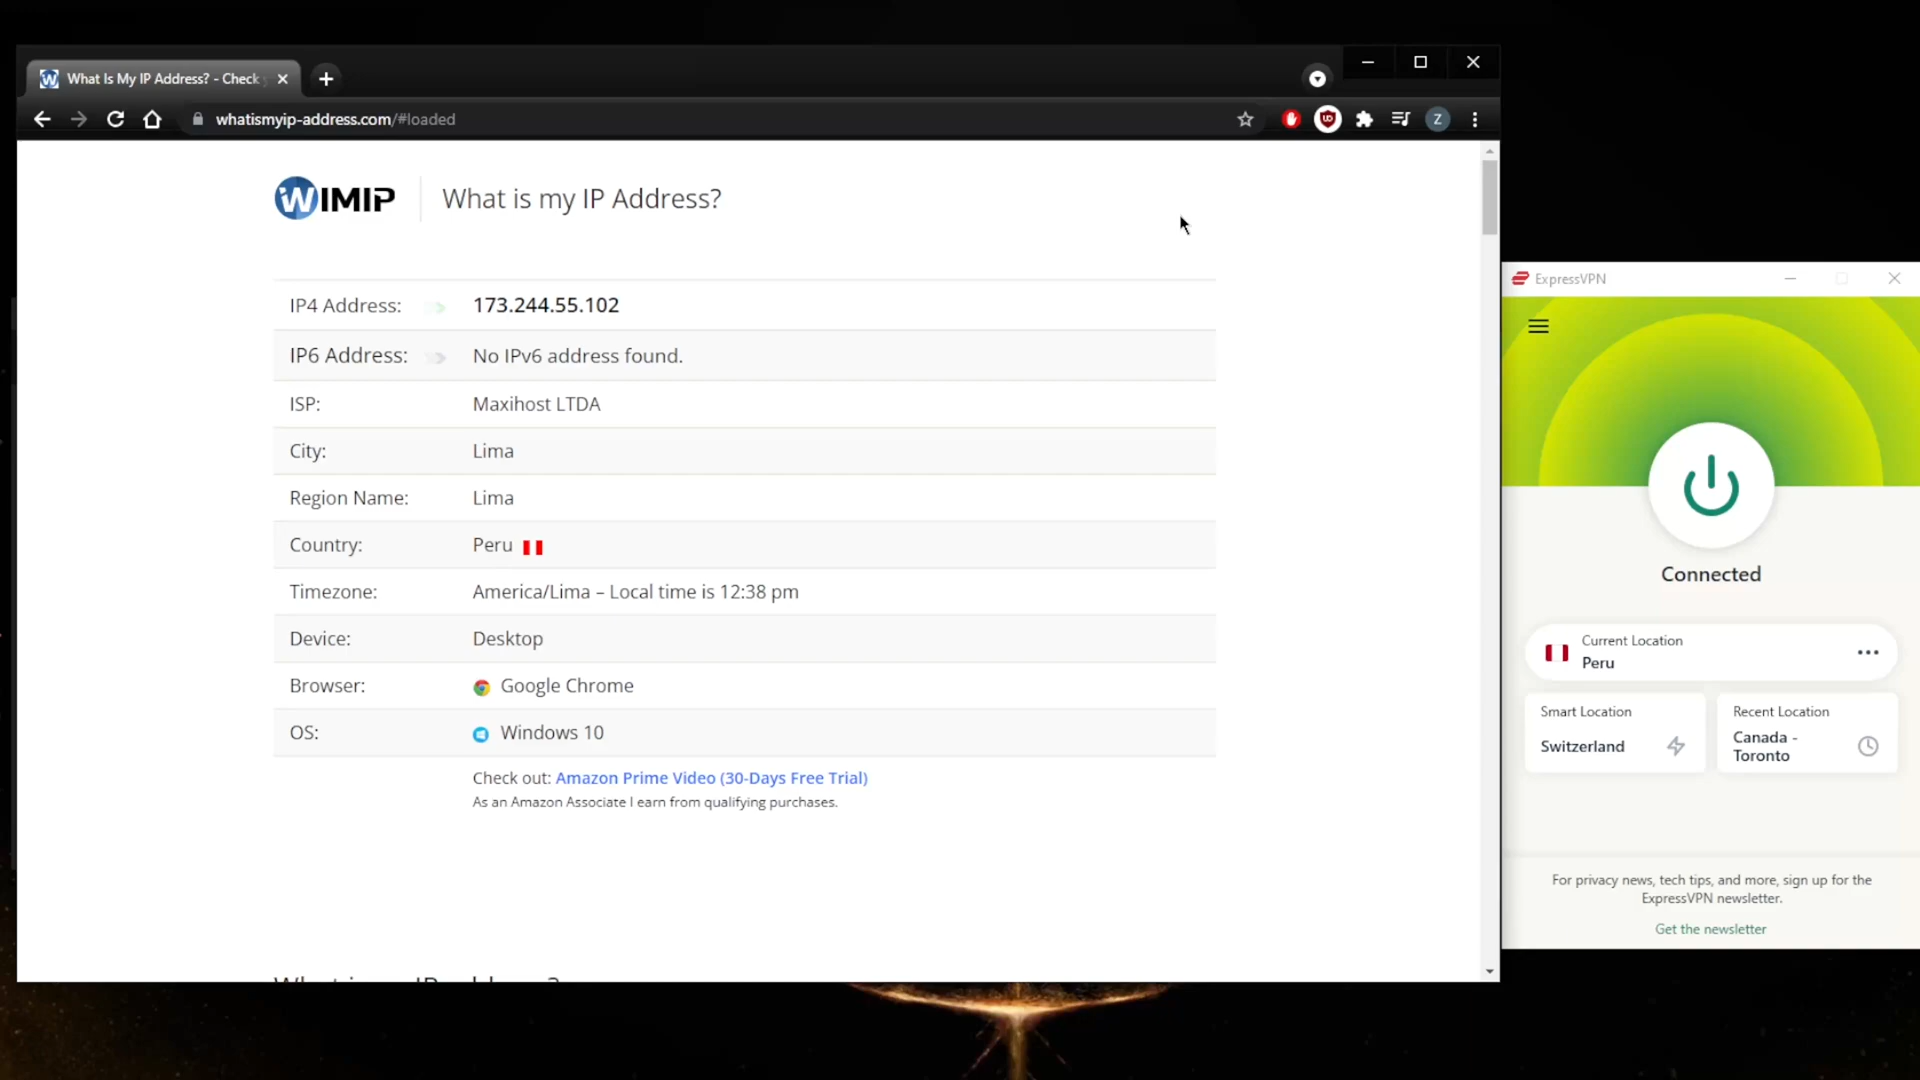 What Is My IP Address? - Check
whatismyip-address.com/#loaded
Z
WIMIP
What is my IP Address?
IP4 Address: 173.244.55.102
IP6 Address: No IPv6 address found.
ISP: Maxihost LTDA
City: Lima
Region Name: Lima
Country: Peru
Timezone: America/Lima – Local time is 12:38 pm
Device: Desktop
Browser: Google Chrome
OS: Windows 10
Check out: Amazon Prime Video (30-Days Free Trial)
As an Amazon Associate I earn from qualifying purchases.
ExpressVPN
Connected
Current Location
Peru
Smart Location
Switzerland
Recent Location
Canada -
Toronto
For privacy news, tech tips, and more, sign up for the
ExpressVPN newsletter.
Get the newsletter